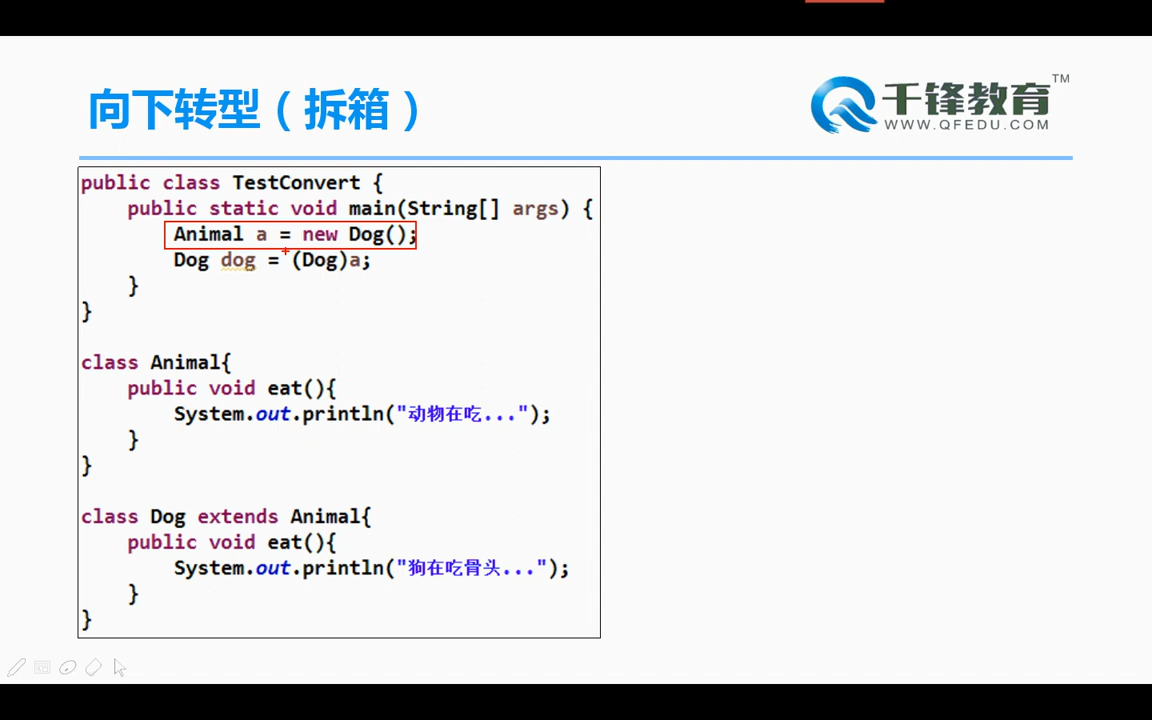 向下转型（拆箱）
千锋教育™
WWW.QFEDU.COM
public class TestConvert {
    public static void main(String[] args) {
        Animal a = new Dog();
        Dog dog = (Dog)a;
    }
}
class Animal{
    public void eat(){
        System.out.println("动物在吃...");
    }
}
class Dog extends Animal{
    public void eat(){
        System.out.println("狗在吃骨头...");
    }
}